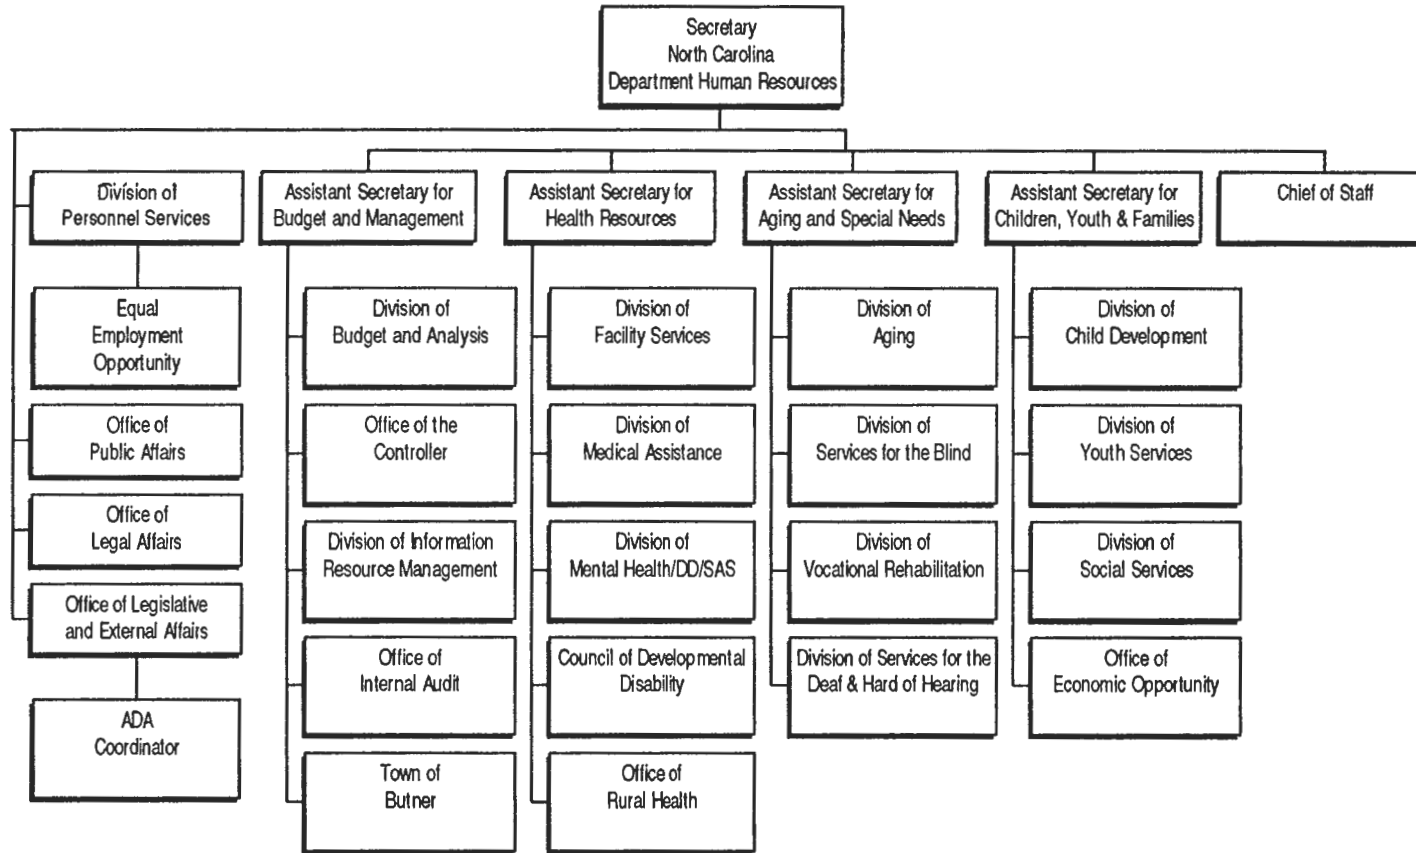 Secretary
North Carolina
Department Human Resources
Division of
Personnel Services
Assistant Secretary for
Budget and Management
Assistant Secretary for
Health Resources
Assistant Secretary for
Aging and Special Needs
Assistant Secretary for
Children, Youth & Families
Chief of Staff
Equal
Employment
Opportunity
Office of
Public Affairs
Office of
Legal Affairs
Office of Legislative
and External Affairs
ADA
Coordinator
Division of
Budget and Analysis
Office of the
Controller
Division of Information
Resource Management
Office of
Internal Audit
Town of
Butner
Division of
Facility Services
Division of
Medical Assistance
Division of
Mental Health/DD/SAS
Council of Developmental
Disability
Office of
Rural Health
Division of
Aging
Division of
Services for the Blind
Division of
Vocational Rehabilitation
Division of Services for the
Deaf & Hard of Hearing
Division of
Child Development
Division of
Youth Services
Division of
Social Services
Office of
Economic Opportunity